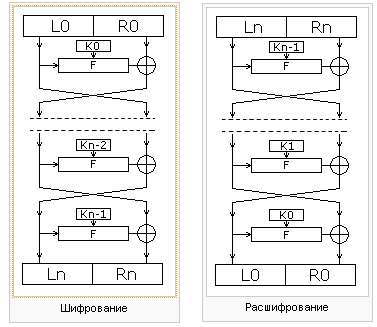 L0 R0
K0
F
Kn-2
F
Kn-1
F
Ln Rn
Шифрование
Ln Rn
Kn-1
F
K1
F
K0
F
L0 R0
Расшифрование